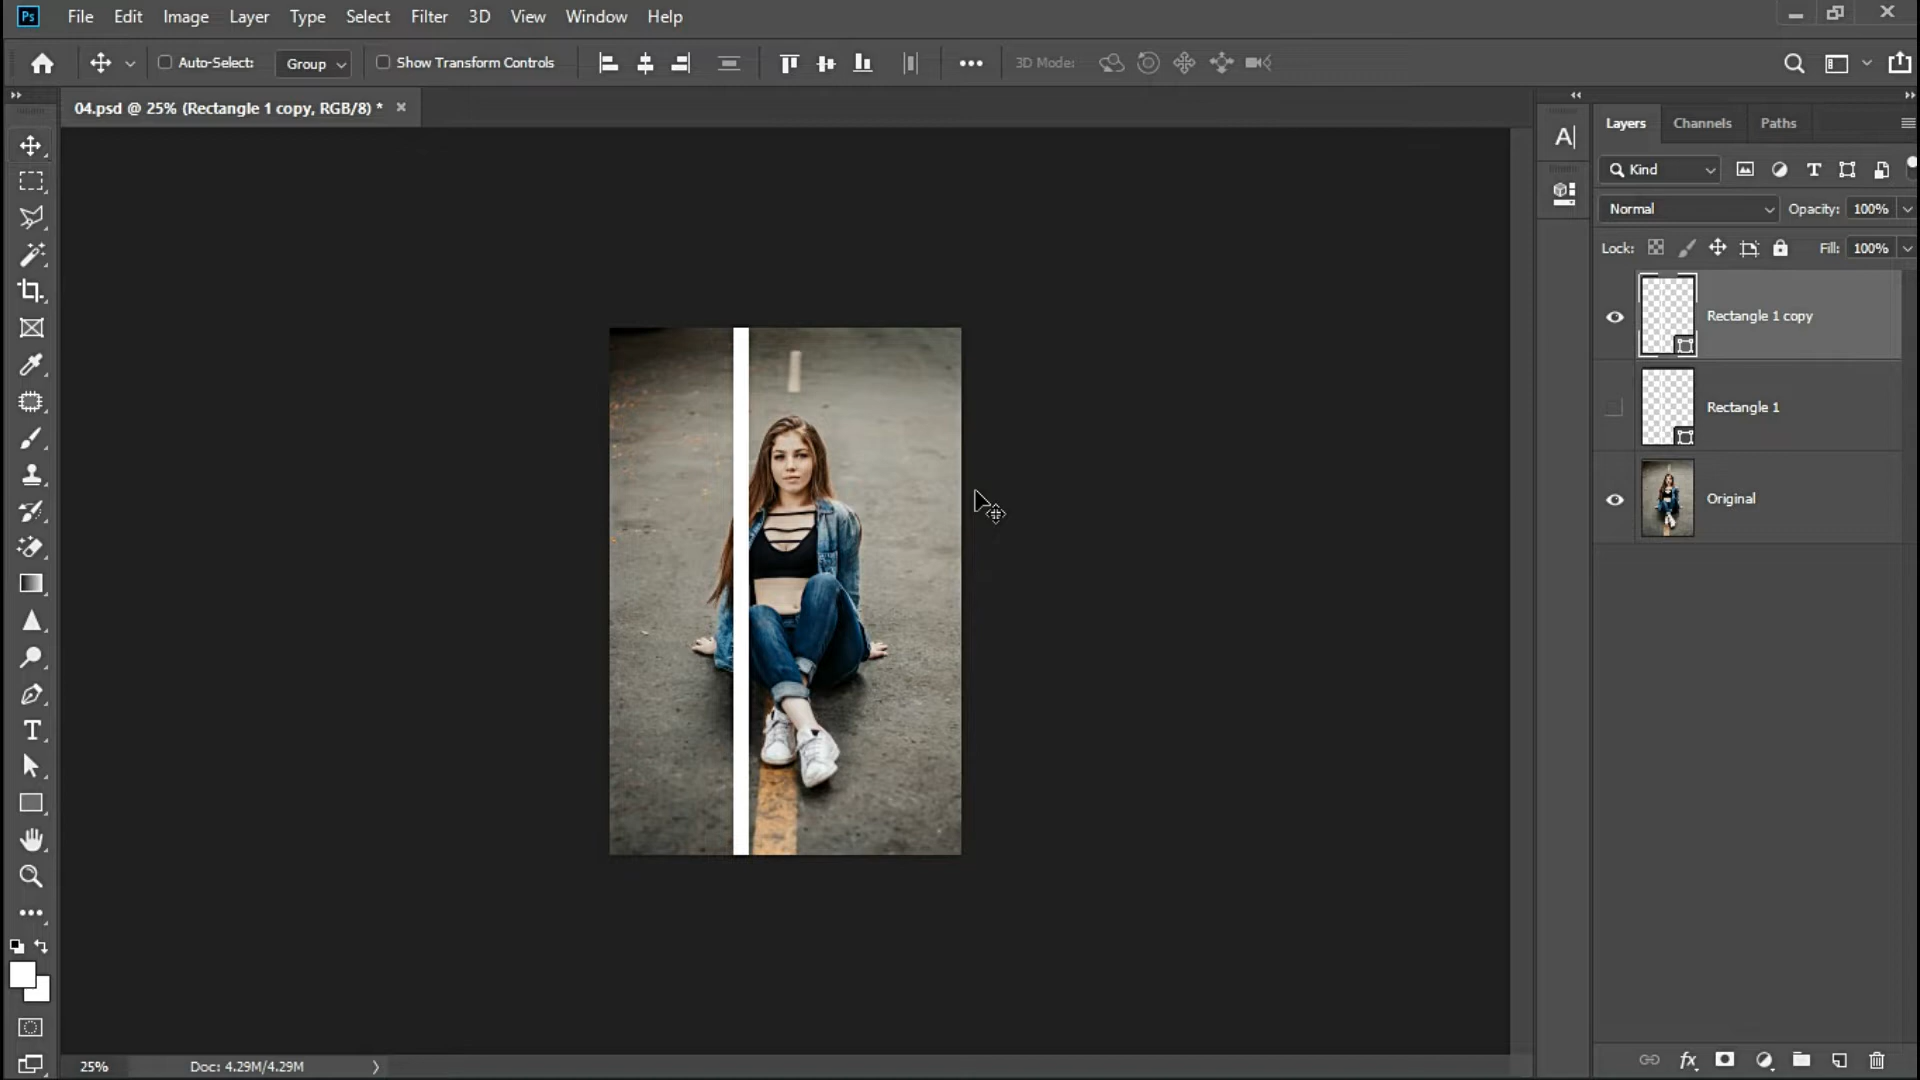 Ps File Edit Image Layer Type Select Filter 3D View Window Help
Auto-Select: Group Show Transform Controls 3D Mode:
04.psd @ 25% (Rectangle 1 copy, RGB/8) *
Layers Channels Paths
Kind
Normal Opacity: 100%
Lock: Fill: 100%
Rectangle 1 copy
Rectangle 1
Original
25% Doc: 4.29M/4.29M